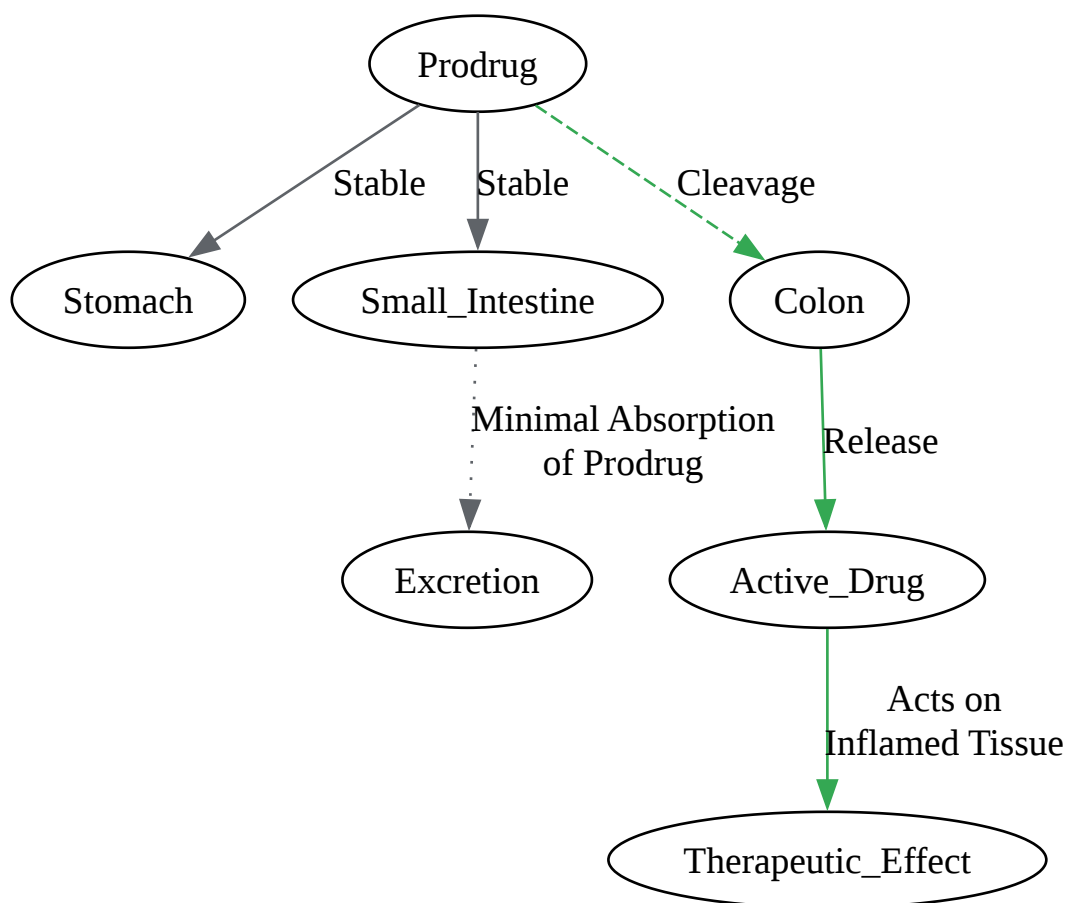 Prodrug
Stable
Stable
Cleavage
Stomach
Small_Intestine
Colon
Minimal Absorption
of Prodrug
Release
Excretion
Active_Drug
Acts on
Inflamed Tissue
Therapeutic_Effect